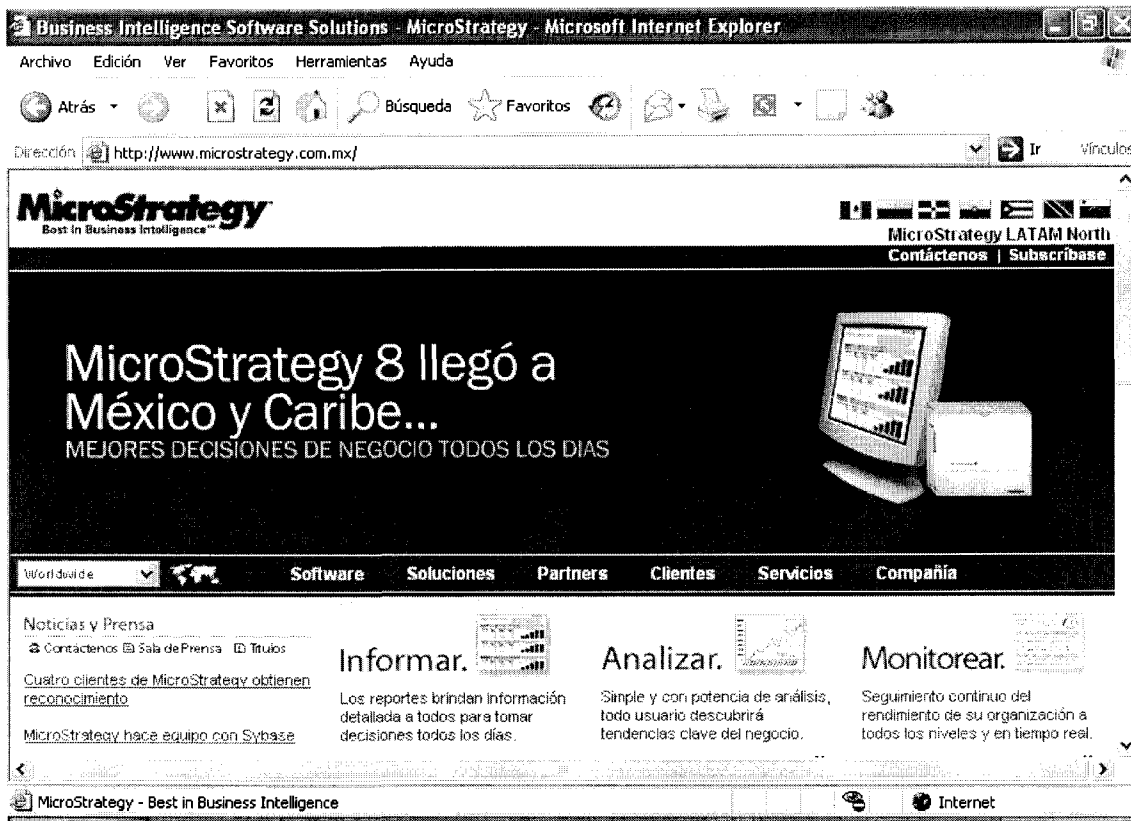 Business Intelligence Software Solutions - MicroStrategy - Microsoft Internet Explorer
Archivo Edición Ver Favoritos Herramientas Ayuda
Atrás Búsqueda Favoritos
Dirección http://www.microstrategy.com.mx/ Ir Vínculos
MicroStrategy
Best in Business Intelligence™
MicroStrategy LATAM North
Contáctenos | Subscríbase
MicroStrategy 8 llegó a
México y Caribe...
MEJORES DECISIONES DE NEGOCIO TODOS LOS DIAS
Worldwide Software Soluciones Partners Clientes Servicios Compañía
Noticias y Prensa
Contáctenos Sala de Prensa Titulos
Cuatro clientes de MicroStrategy obtienen
reconocimiento
MicroStrategy hace equipo con Sybase
Informar.
Los reportes brindan información
detallada a todos para tomar
decisiones todos los días.
Analizar.
Simple y con potencia de análisis,
todo usuario descubrirá
tendencias clave del negocio.
Monitorear.
Seguimiento continuo del
rendimiento de su organización a
todos los niveles y en tiempo real.
MicroStrategy - Best in Business Intelligence Internet